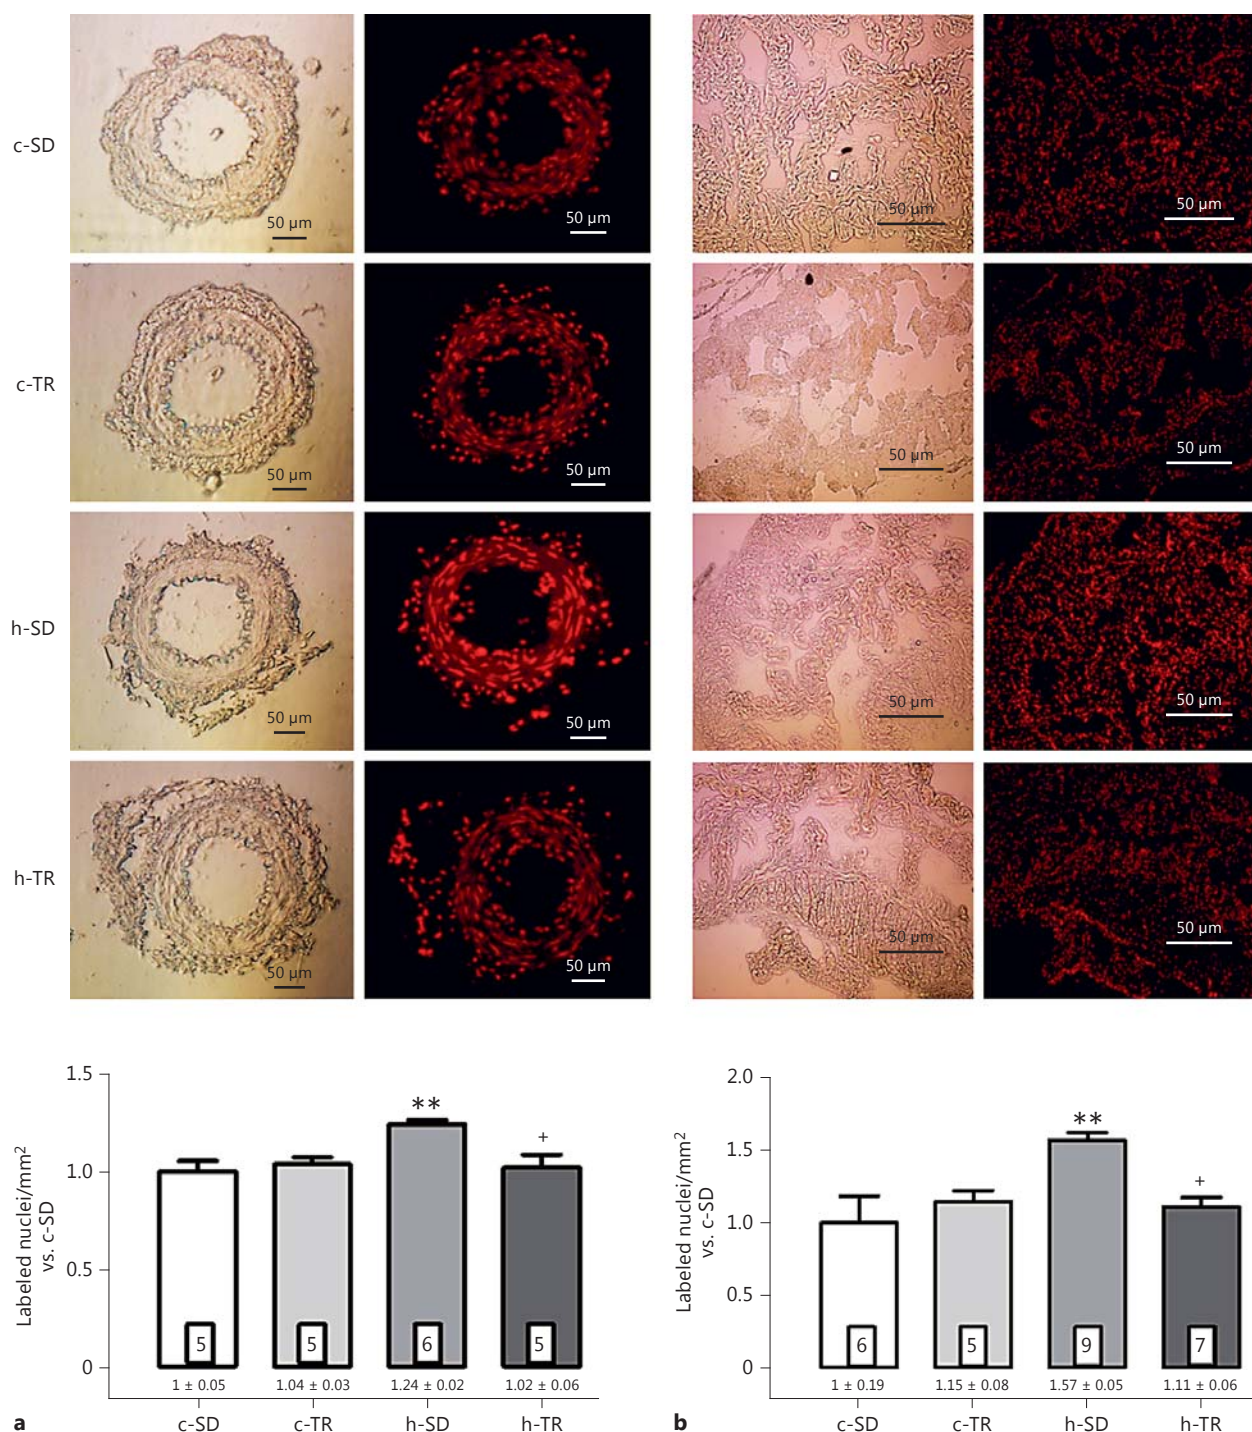 c-SD
50 µm
50 µm
50 µm
50 µm
c-TR
50 µm
50 µm
50 µm
50 µm
h-SD
50 µm
50 µm
50 µm
50 µm
h-TR
50 µm
50 µm
50 µm
50 µm
Labeled nuclei/mm²
vs. c-SD
1.5
1.0
0.5
0
**
+
5
5
6
5
1 ± 0.05
1.04 ± 0.03
1.24 ± 0.02
1.02 ± 0.06
a
c-SD
c-TR
h-SD
h-TR
Labeled nuclei/mm²
vs. c-SD
2.0
1.5
1.0
0.5
0
**
+
6
5
9
7
1 ± 0.19
1.15 ± 0.08
1.57 ± 0.05
1.11 ± 0.06
b
c-SD
c-TR
h-SD
h-TR